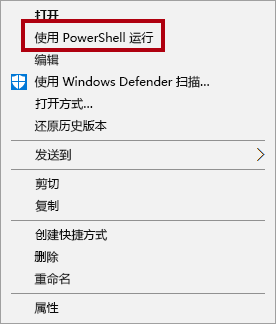 打开
使用 PowerShell 运行
编辑
使用 Windows Defender 扫描...
打开方式...
还原历史版本
发送到
剪切
复制
创建快捷方式
删除
重命名
属性